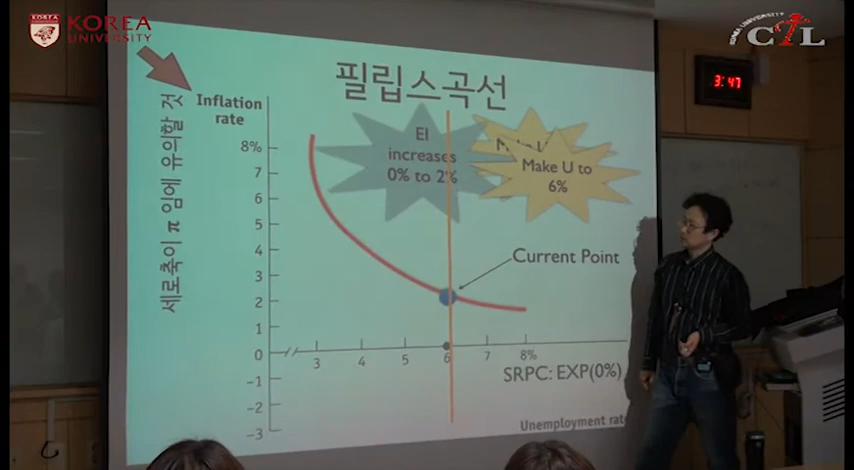 KOREA
UNIVERSITY
KOREA UNIVERSITY
CTL
3:47
필립스곡선
세로축이 π 임에 유의할 것
Inflation
rate
EI
increases
0% to 2%
Make U to
6%
8%
7
6
5
4
3
2
1
0
-1
-2
-3
Current Point
3
4
5
6
7
8%
SRPC: EXP(0%)
Unemployment rate